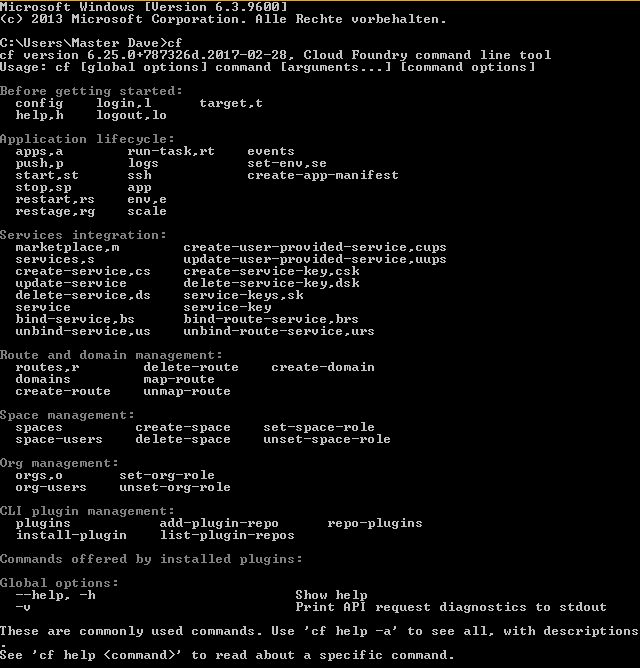 Microsoft Windows [Version 6.3.9600]
(c) 2013 Microsoft Corporation. Alle Rechte vorbehalten.

C:\Users\Master Dave>cf
cf version 6.25.0+787326d.2017-02-28, Cloud Foundry command line tool
Usage: cf [global options] command [arguments...] [command options]

Before getting started:
  config    login,l      target,t
  help,h    logout,lo

Application lifecycle:
  apps,a        run-task,rt    events
  push,p        logs           set-env,se
  start,st      ssh            create-app-manifest
  stop,sp       app
  restart,rs    env,e
  restage,rg    scale

Services integration:
  marketplace,m        create-user-provided-service,cups
  services,s           update-user-provided-service,uups
  create-service,cs    create-service-key,csk
  update-service       delete-service-key,dsk
  delete-service,ds    service-keys,sk
  service              service-key
  bind-service,bs      bind-route-service,brs
  unbind-service,us    unbind-route-service,urs

Route and domain management:
  routes,r        delete-route    create-domain
  domains         map-route
  create-route    unmap-route

Space management:
  spaces         create-space    set-space-role
  space-users    delete-space    unset-space-role

Org management:
  orgs,o       set-org-role
  org-users    unset-org-role

CLI plugin management:
  plugins           add-plugin-repo      repo-plugins
  install-plugin    list-plugin-repos

Commands offered by installed plugins:

Global options:
  --help, -h                         Show help
  -v                                 Print API request diagnostics to stdout

These are commonly used commands. Use 'cf help -a' to see all, with descriptions
.
See 'cf help <command>' to read about a specific command.